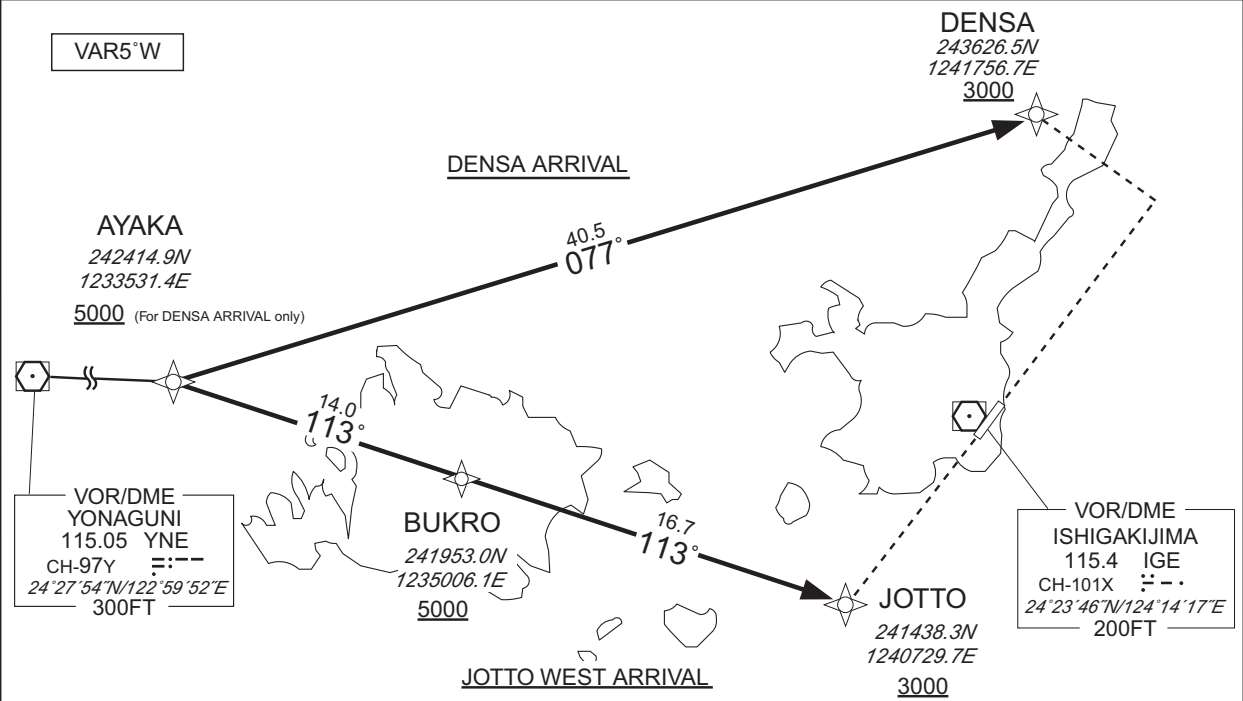 VAR5°W
DENSA
243626.5N
1241756.7E
3000
DENSA ARRIVAL
AYAKA
242414.9N
1233531.4E
5000 (For DENSA ARRIVAL only)
40.5
077°
14.0
113°
VOR/DME
YONAGUNI
115.05 YNE
CH-97Y
24°27´54˝N/122°59´52˝E
300FT
BUKRO
241953.0N
1235006.1E
5000
16.7
113°
JOTTO
241438.3N
1240729.7E
3000
VOR/DME
ISHIGAKIJIMA
115.4 IGE
CH-101X
24°23´46˝N/124°14´17˝E
200FT
JOTTO WEST ARRIVAL